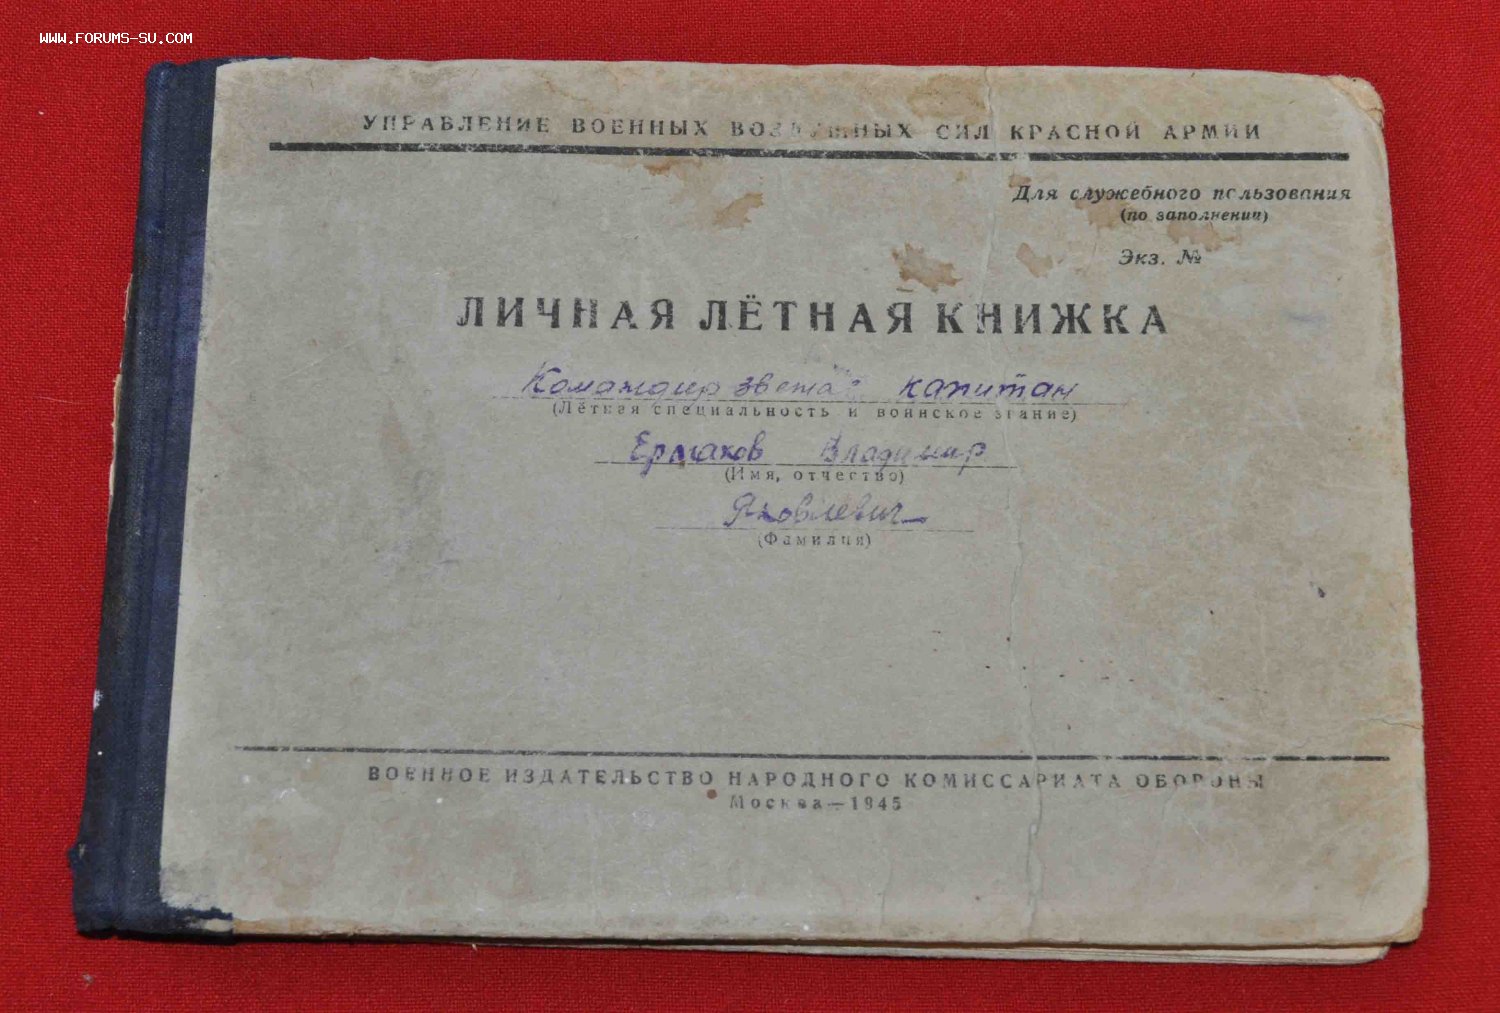 WWW.FORUMS-SU.COM
УПРАВЛЕНИЕ ВОЕННЫХ ВОЗДУШНЫХ СИЛ КРАСНОЙ АРМИИ
Для служебного пользования
(по заполнении)
Экз. №
ЛИЧНАЯ ЛЁТНАЯ КНИЖКА
Командир звена капитан
(Лётная специальность и воинское звание)
Ермаков Владимир
(Имя, отчество)
Яковлевич
(Фамилия)
ВОЕННОЕ ИЗДАТЕЛЬСТВО НАРОДНОГО КОМИССАРИАТА ОБОРОНЫ
Москва—1945